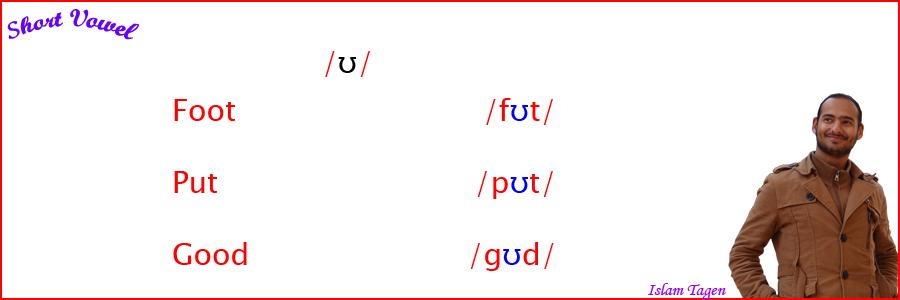 Short Vowel
/ʊ/
Foot /fʊt/
Put /pʊt/
Good /gʊd/
Islam Tagen